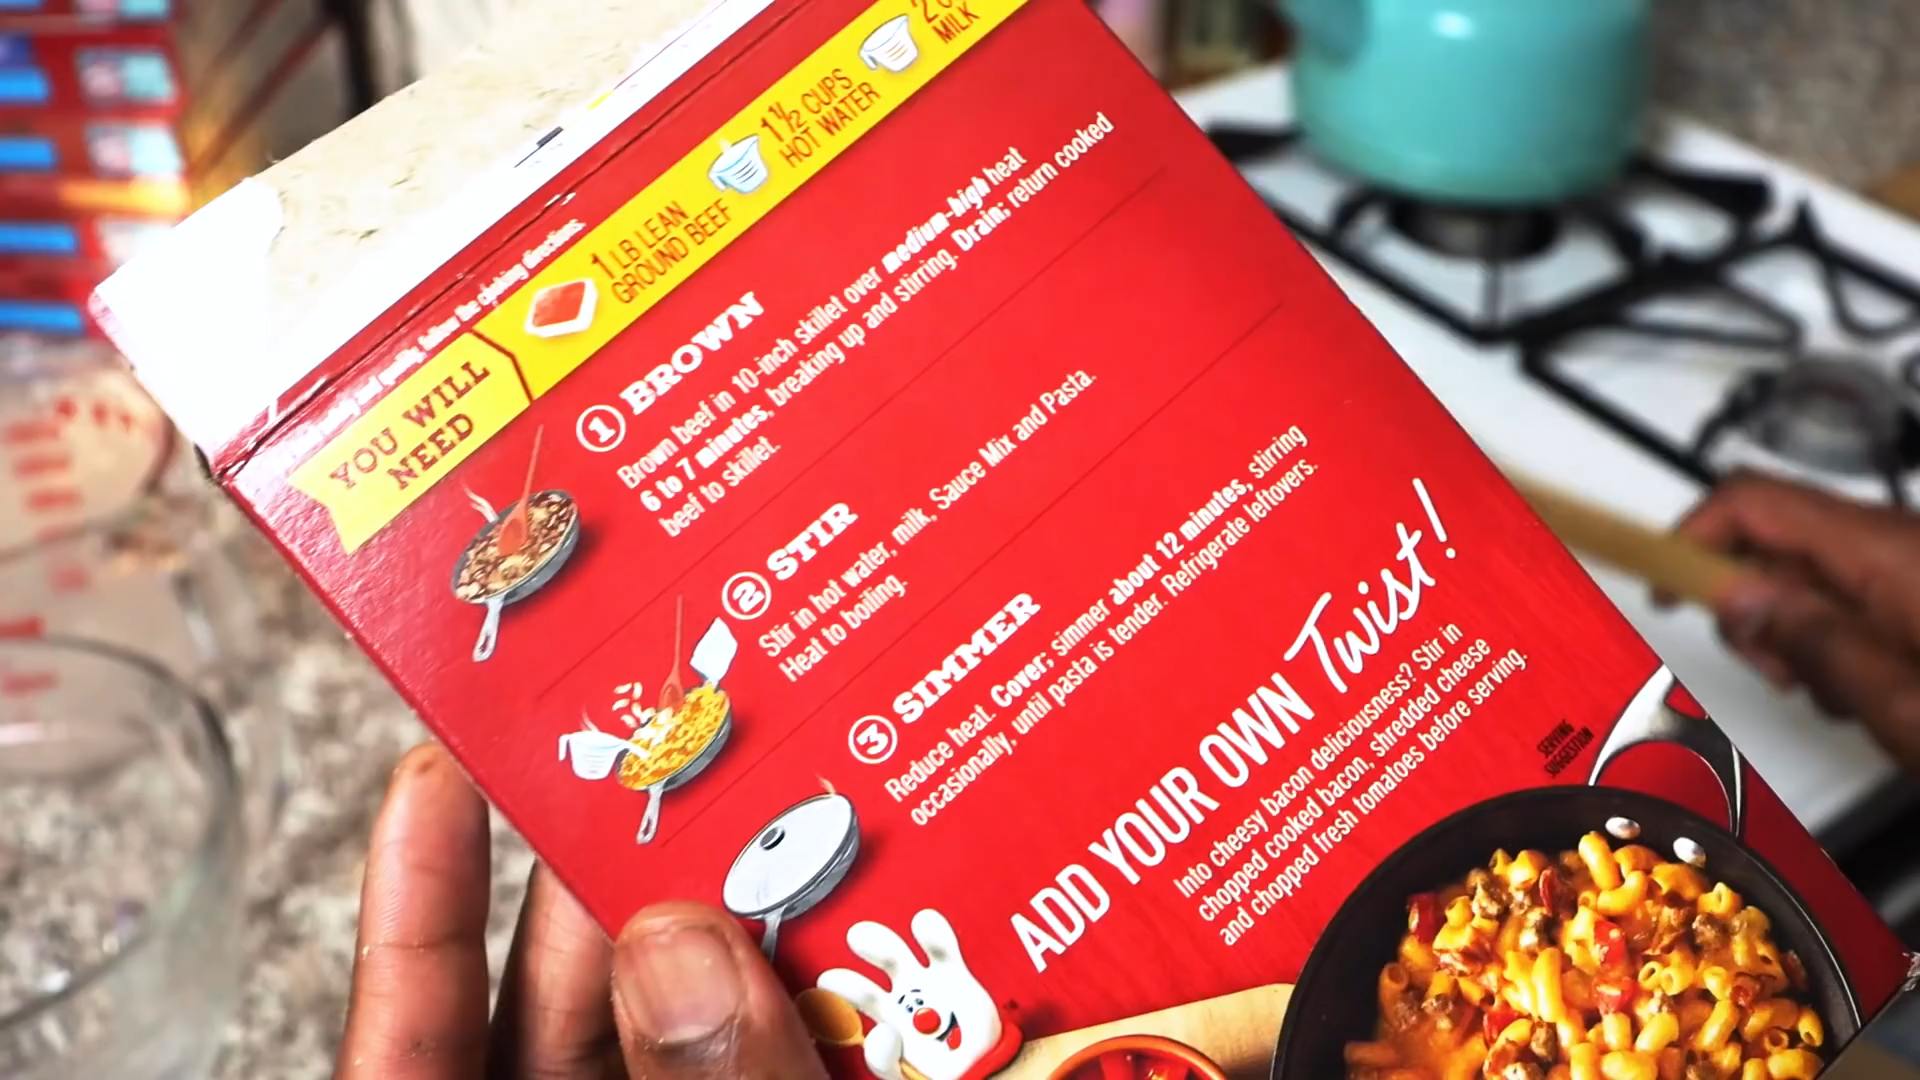 below the cooking directions.
YOU WILL
NEED
1 LB LEAN
GROUND BEEF
1½ CUPS
HOT WATER
MILK
1 BROWN
Brown beef in 10-inch skillet over medium-high heat
6 to 7 minutes, breaking up and stirring. Drain; return cooked
beef to skillet.
2 STIR
Stir in hot water, milk, Sauce Mix and Pasta.
Heat to boiling.
3 SIMMER
Reduce heat. Cover; simmer about 12 minutes, stirring
occasionally, until pasta is tender. Refrigerate leftovers.
ADD YOUR OWN Twist!
Into cheesy bacon deliciousness? Stir in
chopped cooked bacon, shredded cheese
and chopped fresh tomatoes before serving.
SERVING
SUGGESTION